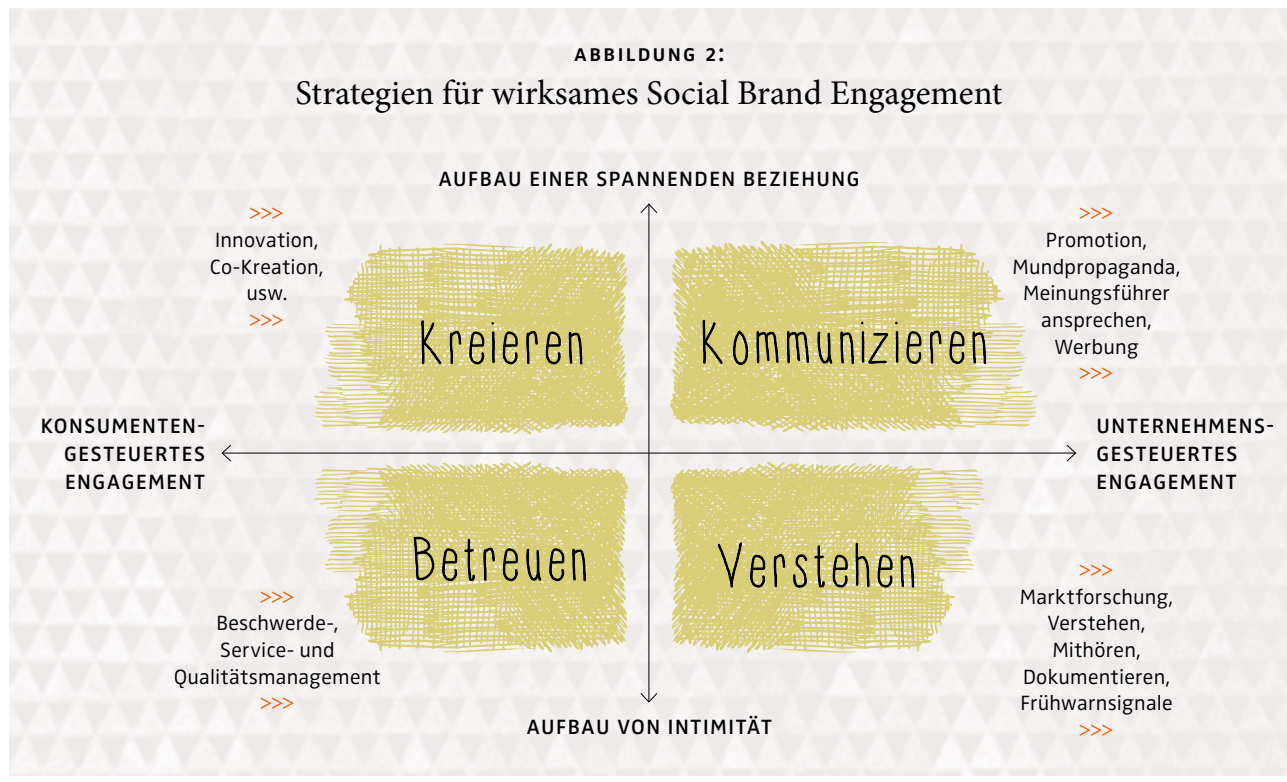 ABBILDUNG 2:
Strategien für wirksames Social Brand Engagement
AUFBAU EINER SPANNENDEN BEZIEHUNG
>>>
Innovation,
Co-Kreation,
usw.
>>>
Kreieren
Kommunizieren
>>>
Promotion,
Mundpropaganda,
Meinungsführer
ansprechen,
Werbung
>>>
KONSUMENTEN-
GESTEUERTES
ENGAGEMENT
UNTERNEHMENS-
GESTEUERTES
ENGAGEMENT
>>>
Beschwerde-,
Service- und
Qualitätsmanagement
>>>
Betreuen
Verstehen
>>>
Marktforschung,
Verstehen,
Mithören,
Dokumentieren,
Frühwarnsignale
>>>
AUFBAU VON INTIMITÄT